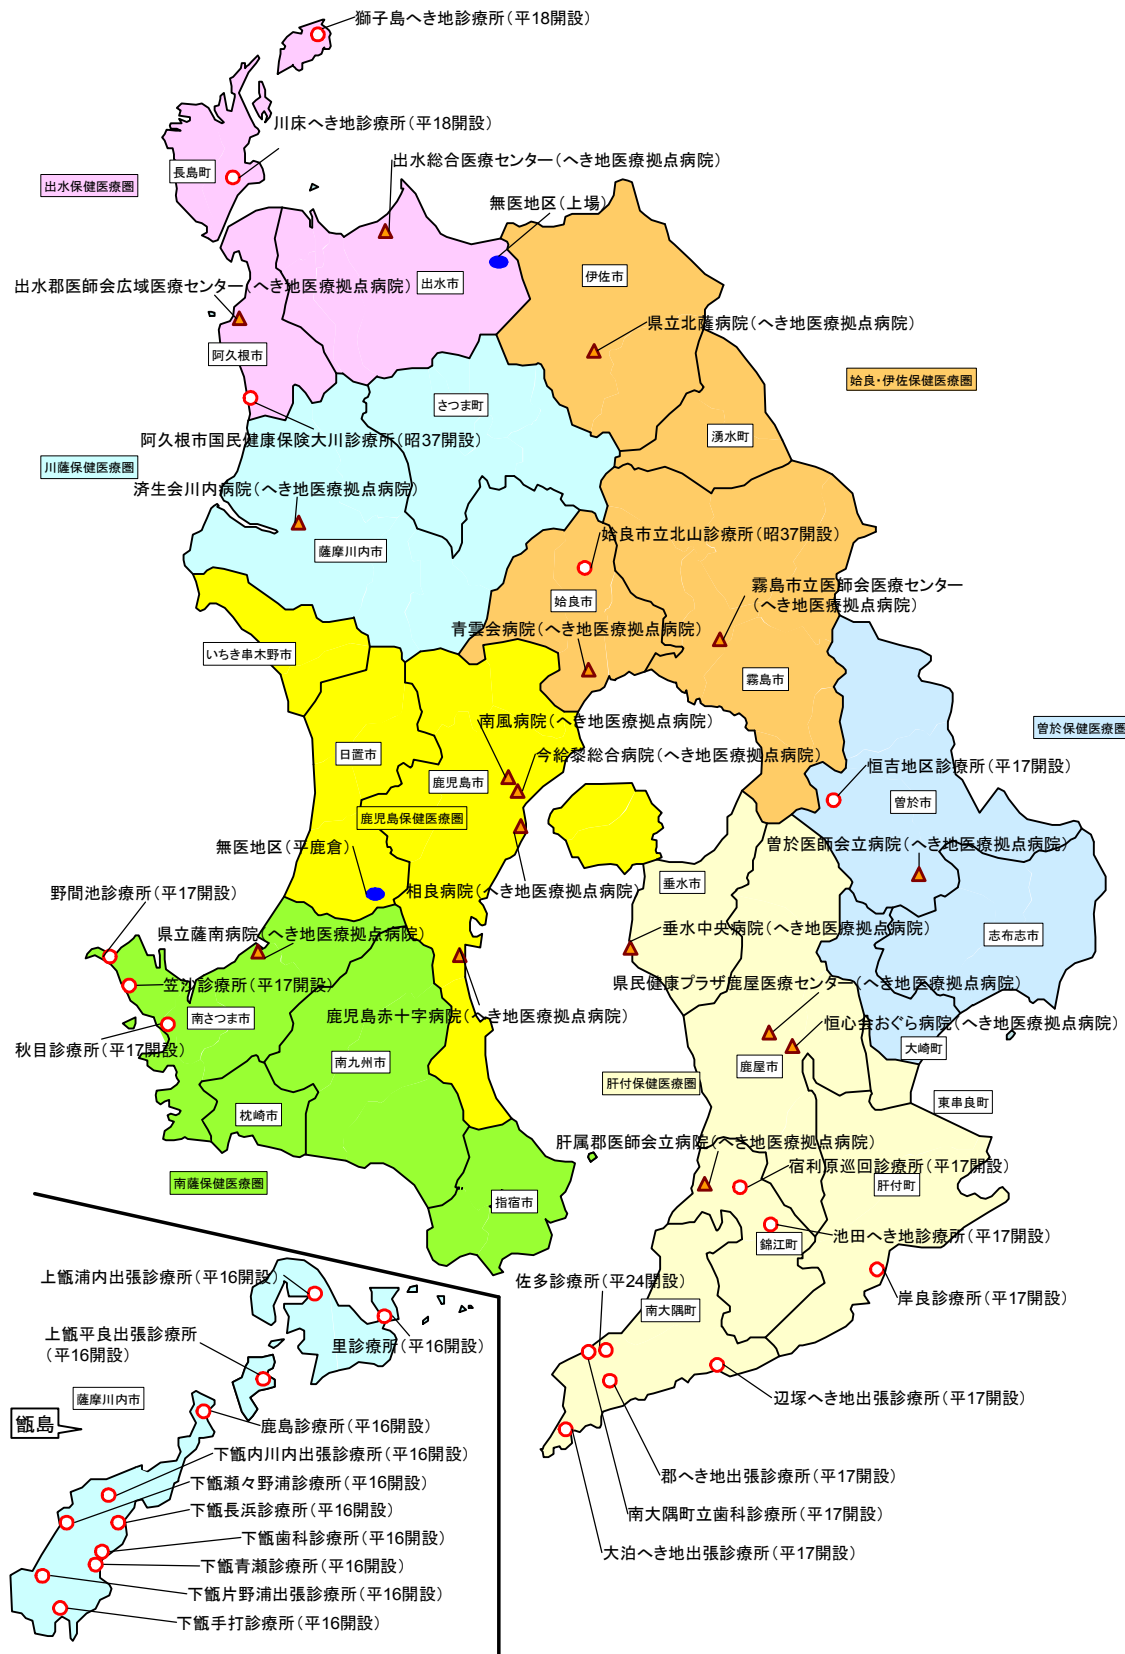 獅子島へき地診療所(平18開設)
川床へき地診療所(平18開設)
出水総合医療センター(へき地医療拠点病院)
長島町
出水保健医療圏
無医地区(上場)
出水市
伊佐市
出水郡医師会広域医療センター(へき地医療拠点病院)
県立北薩病院(へき地医療拠点病院)
阿久根市
姶良・伊佐保健医療圏
さつま町
湧水町
阿久根市国民健康保険大川診療所(昭37開設)
川薩保健医療圏
済生会川内病院(へき地医療拠点病院)
姶良市立北山診療所(昭37開設)
薩摩川内市
霧島市立医師会医療センター
(へき地医療拠点病院)
姶良市
青雲会病院(へき地医療拠点病院)
いちき串木野市
霧島市
南風病院(へき地医療拠点病院)
曽於保健医療圏
日置市
今給黎総合病院(へき地医療拠点病院)
恒吉地区診療所(平17開設)
鹿児島市
曽於市
鹿児島保健医療圏
無医地区(平鹿倉)
曽於医師会立病院(へき地医療拠点病院)
相良病院(へき地医療拠点病院)
垂水市
野間池診療所(平17開設)
県立薩南病院(へき地医療拠点病院)
垂水中央病院(へき地医療拠点病院)
志布志市
笠沙診療所(平17開設)
県民健康プラザ鹿屋医療センター(へき地医療拠点病院)
南さつま市
鹿児島赤十字病院(へき地医療拠点病院)
恒心会おぐら病院(へき地医療拠点病院)
秋目診療所(平17開設)
大崎町
南九州市
鹿屋市
肝付保健医療圏
東串良町
枕崎市
肝属郡医師会立病院(へき地医療拠点病院)
宿利原巡回診療所(平17開設)
南薩保健医療圏
肝付町
指宿市
池田へき地診療所(平17開設)
錦江町
上甑浦内出張診療所(平16開設)
佐多診療所(平24開設)
岸良診療所(平17開設)
南大隅町
上甑平良出張診療所
(平16開設)
里診療所(平16開設)
薩摩川内市
辺塚へき地出張診療所(平17開設)
甑島
鹿島診療所(平16開設)
下甑内川内出張診療所(平16開設)
郡へき地出張診療所(平17開設)
下甑瀬々野浦診療所(平16開設)
下甑長浜診療所(平16開設)
南大隅町立歯科診療所(平17開設)
下甑歯科診療所(平16開設)
大泊へき地出張診療所(平17開設)
下甑青瀬診療所(平16開設)
下甑片野浦出張診療所(平16開設)
下甑手打診療所(平16開設)